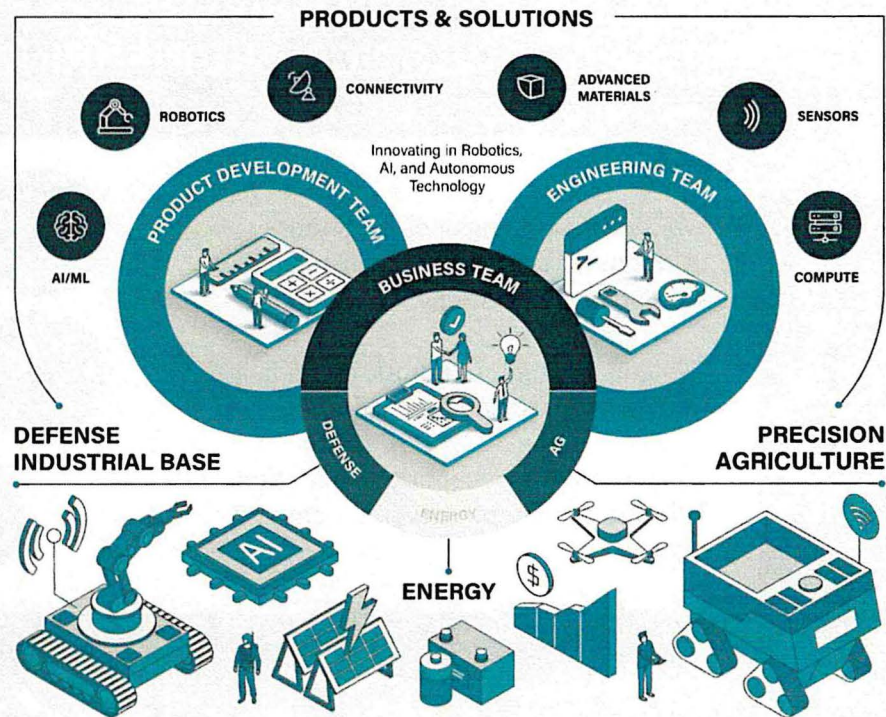 PRODUCTS & SOLUTIONS
CONNECTIVITY
ADVANCED
MATERIALS
ROBOTICS
SENSORS
Innovating in Robotics,
AI, and Autonomous
Technology
PRODUCT DEVELOPMENT TEAM
ENGINEERING TEAM
AI/ML
COMPUTE
BUSINESS TEAM
>_
DEFENSE
INDUSTRIAL BASE
PRECISION
AGRICULTURE
DEFENSE
AG
ENERGY
AI
$
ENERGY